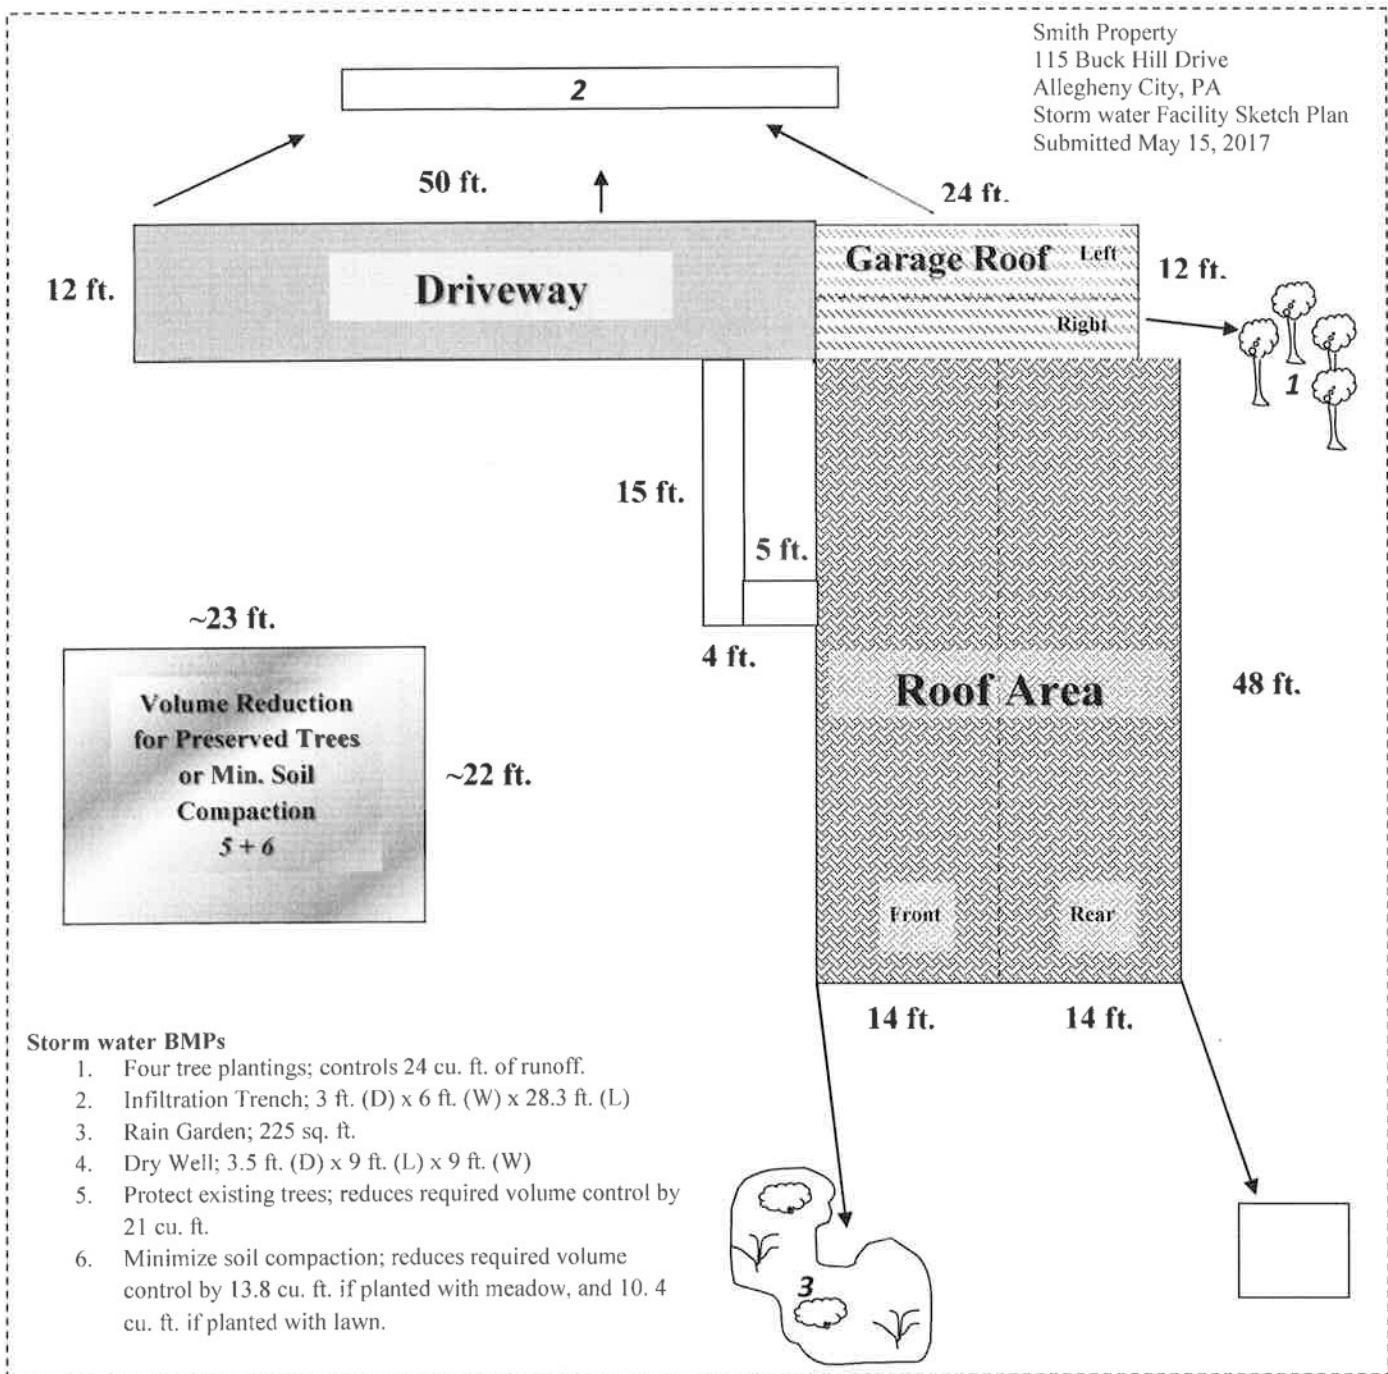 Smith Property
115 Buck Hill Drive
Allegheny City, PA
Storm water Facility Sketch Plan
Submitted May 15, 2017
2
50 ft.
24 ft.
12 ft.
Driveway
Garage Roof
Left
Right
12 ft.
1
15 ft.
5 ft.
4 ft.
~23 ft.
Volume Reduction
for Preserved Trees
or Min. Soil
Compaction
5 + 6
~22 ft.
Roof Area
48 ft.
Front
Rear
14 ft.
14 ft.
Storm water BMPs
1. Four tree plantings; controls 24 cu. ft. of runoff.
2. Infiltration Trench; 3 ft. (D) x 6 ft. (W) x 28.3 ft. (L)
3. Rain Garden; 225 sq. ft.
4. Dry Well; 3.5 ft. (D) x 9 ft. (L) x 9 ft. (W)
5. Protect existing trees; reduces required volume control by
21 cu. ft.
6. Minimize soil compaction; reduces required volume
control by 13.8 cu. ft. if planted with meadow, and 10. 4
cu. ft. if planted with lawn.
3